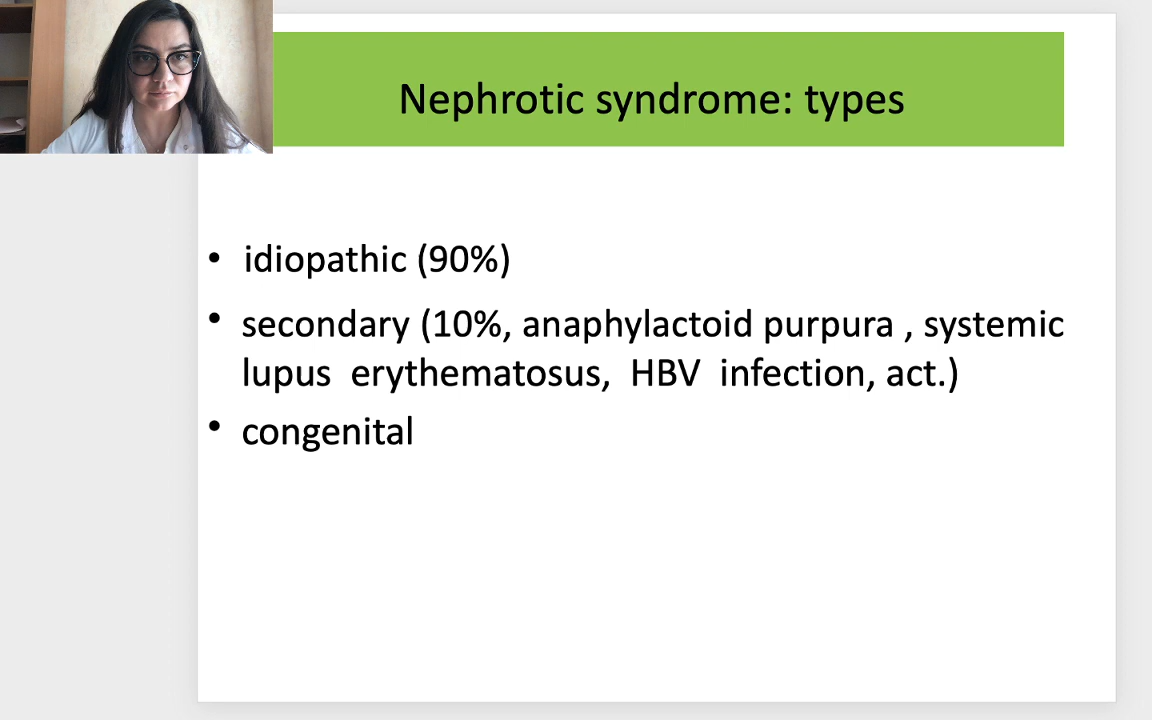 Nephrotic syndrome: types
• idiopathic (90%)
• secondary (10%, anaphylactoid purpura , systemic
lupus erythematosus, HBV infection, act.)
• congenital